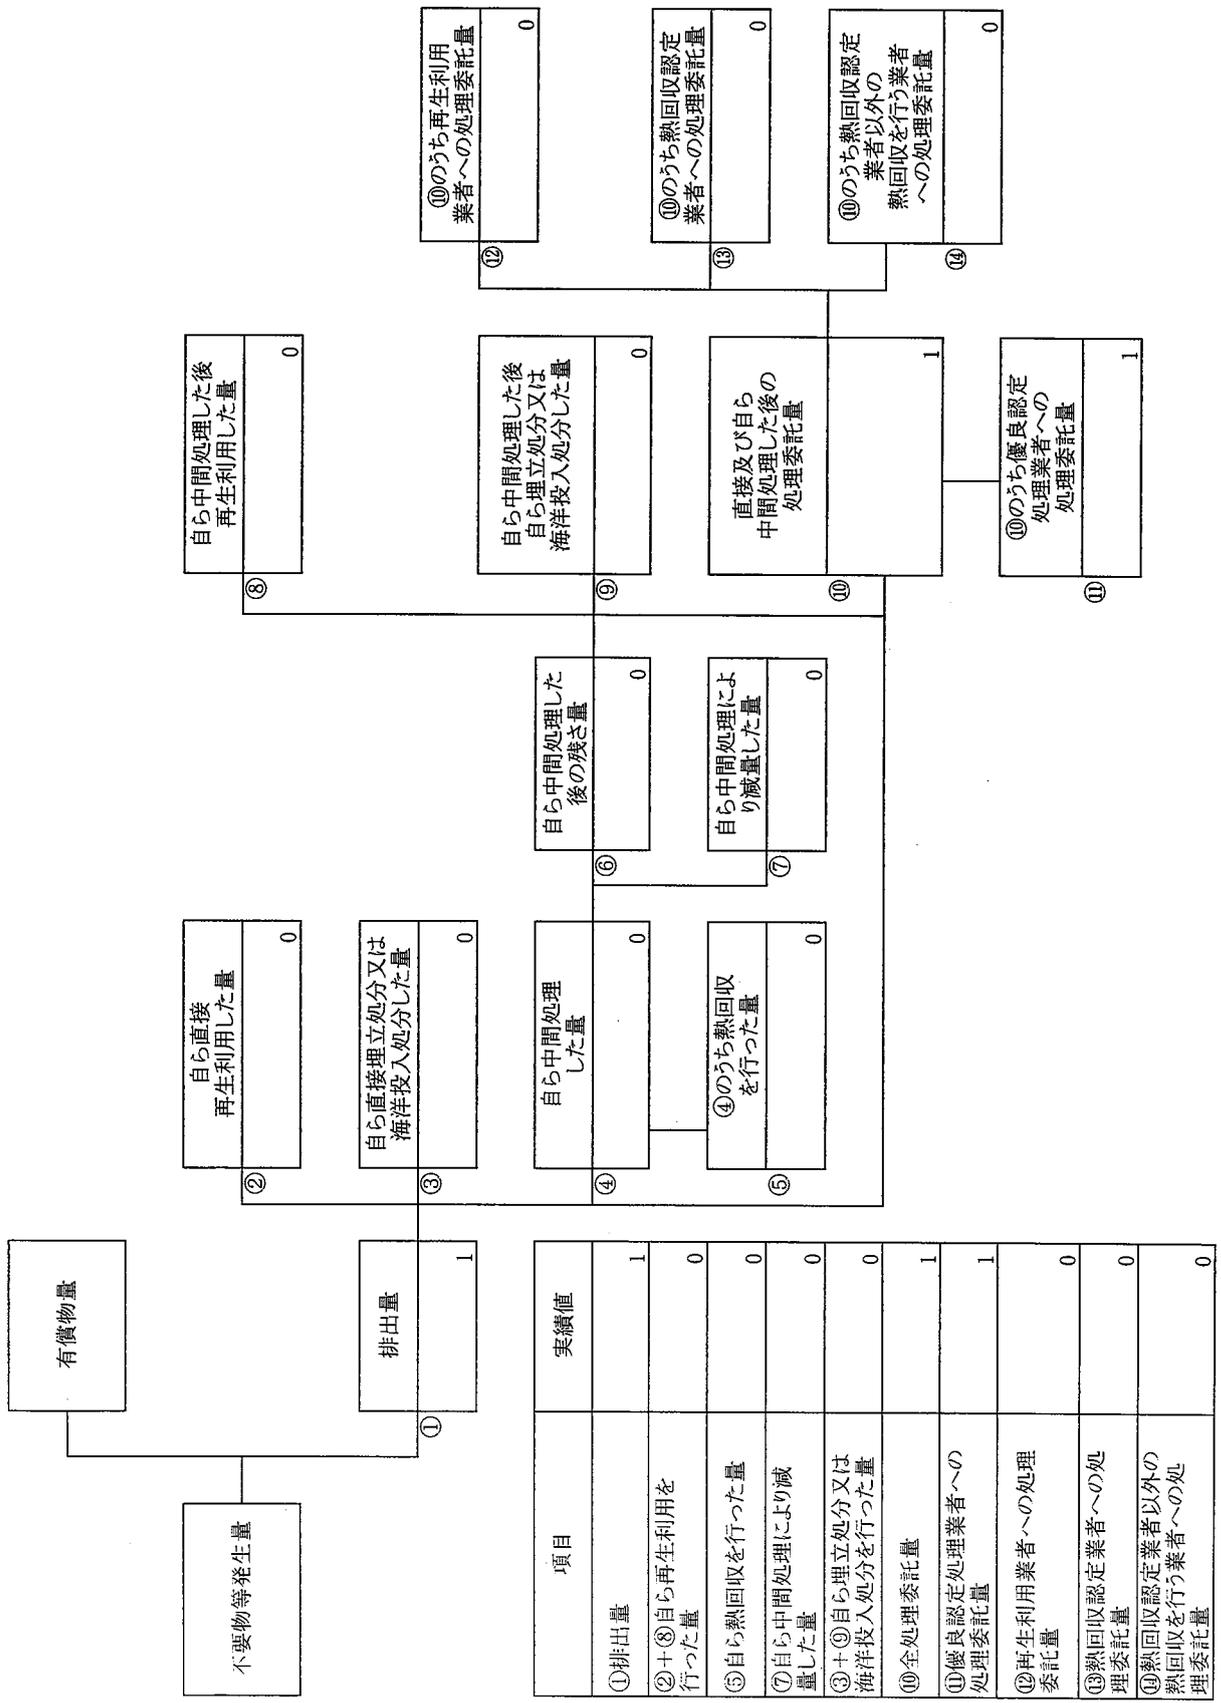 不要物等発生量
有償物量
①
排出量
1
②
自ら直接
再生利用した量
0
③
自ら直接埋立処分又は
海洋投入処分した量
0
④
自ら中間処理
した量
0
⑤
④のうち熱回収
を行った量
0
⑥
自ら中間処理した
後の残さ量
0
⑦
自ら中間処理によ
り減量した量
0
⑧
自ら中間処理した後
再生利用した量
0
⑨
自ら中間処理した後
自ら埋立処分又は
海洋投入処分した量
0
⑩
直接及び自ら
中間処理した後の
処理委託量
1
⑪
⑩のうち優良認定
処理業者への
処理委託量
1
⑫
⑩のうち再生利用
業者への処理委託量
0
⑬
⑩のうち熱回収認定
業者への処理委託量
0
⑭
⑩のうち熱回収認定
業者以外の
熱回収を行う業者
への処理委託量
0
項目
実績値
①排出量
1
②+⑧自ら再生利用を
行った量
0
⑤自ら熱回収を行った量
0
⑦自ら中間処理により減
量した量
0
③+⑨自ら埋立処分又は
海洋投入処分を行った量
0
⑩全処理委託量
1
⑪優良認定処理業者への
処理委託量
1
⑫再生利用業者への処理
委託量
0
⑬熱回収認定業者への処
理委託量
0
⑭熱回収認定業者以外の
熱回収を行う業者への処
理委託量
0